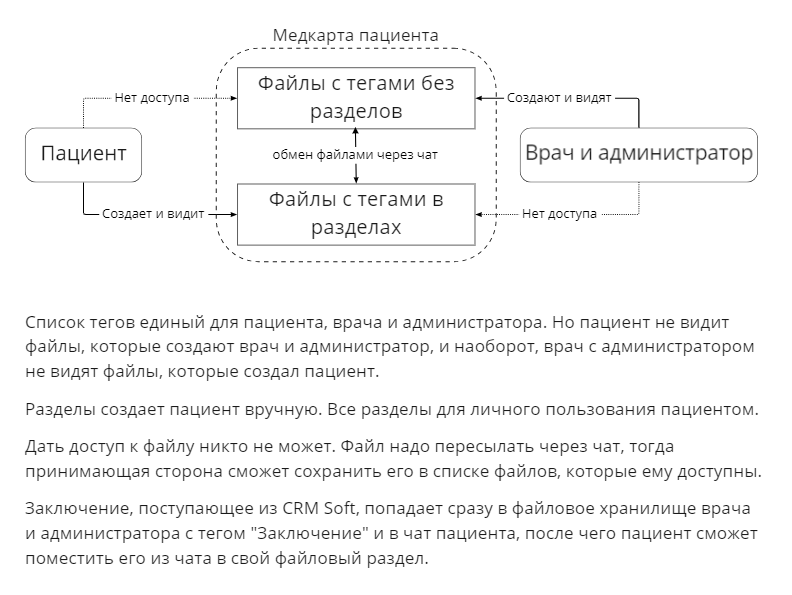 Медкарта пациента
Файлы с тегами без
разделов
Нет доступа
Создают и видят
Пациент
обмен файлами через чат
Врач и администратор
Файлы с тегами в
разделах
Создает и видит
Нет доступа
Список тегов единый для пациента, врача и администратора. Но пациент не видит
файлы, которые создают врач и администратор, и наоборот, врач с администратором
не видят файлы, которые создал пациент.
Разделы создает пациент вручную. Все разделы для личного пользования пациентом.
Дать доступ к файлу никто не может. Файл надо пересылать через чат, тогда
принимающая сторона сможет сохранить его в списке файлов, которые ему доступны.
Заключение, поступающее из CRM Soft, попадает сразу в файловое хранилище врача
и администратора с тегом "Заключение" и в чат пациента, после чего пациент сможет
поместить его из чата в свой файловый раздел.